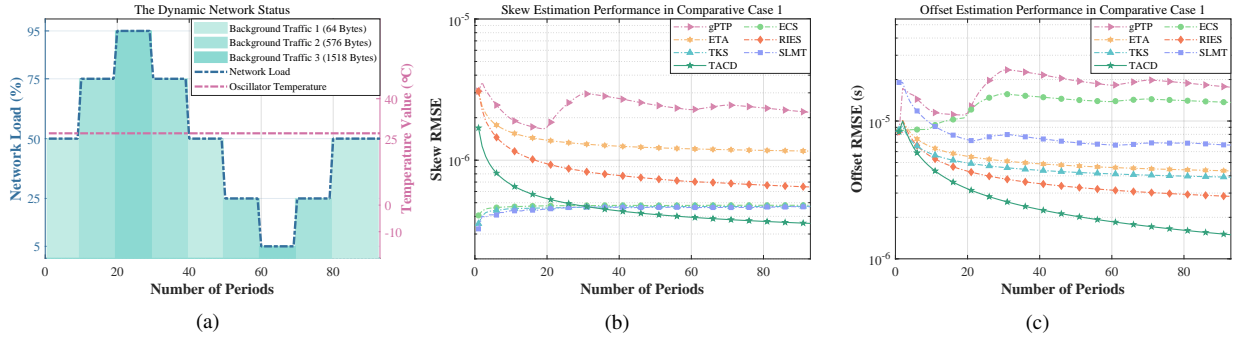 The Dynamic Network Status
Network Load (%)
95
75
50
25
5
Background Traffic 1 (64 Bytes)
Background Traffic 2 (576 Bytes)
Background Traffic 3 (1518 Bytes)
Network Load
Oscillator Temperature
40
25
0
-10
Temperature Value (°C)
0 20 40 60 80
Number of Periods
(a)
Skew Estimation Performance in Comparative Case 1
Skew RMSE
10-5
10-6
gPTP ECS
ETA RIES
TKS SLMT
TACD
0 20 40 60 80
Number of Periods
(b)
Offset Estimation Performance in Comparative Case 1
Offset RMSE (s)
10-5
10-6
gPTP ECS
ETA RIES
TKS SLMT
TACD
0 20 40 60 80
Number of Periods
(c)